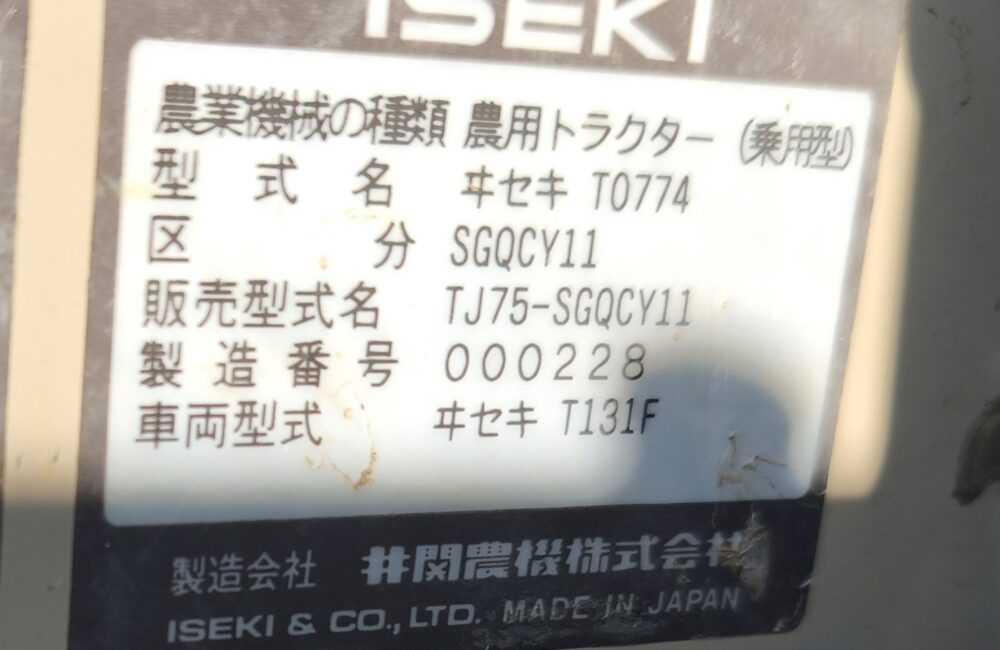 ISEKI
農業機械の種類 農用トラクター (乗用型)
型式名 ヰセキ T0774
区分 SGQCY11
販売型式名 TJ75-SGQCY11
製造番号 000228
車両型式 ヰセキ T131F
製造会社 井関農機株式会社
ISEKI & CO., LTD. MADE IN JAPAN